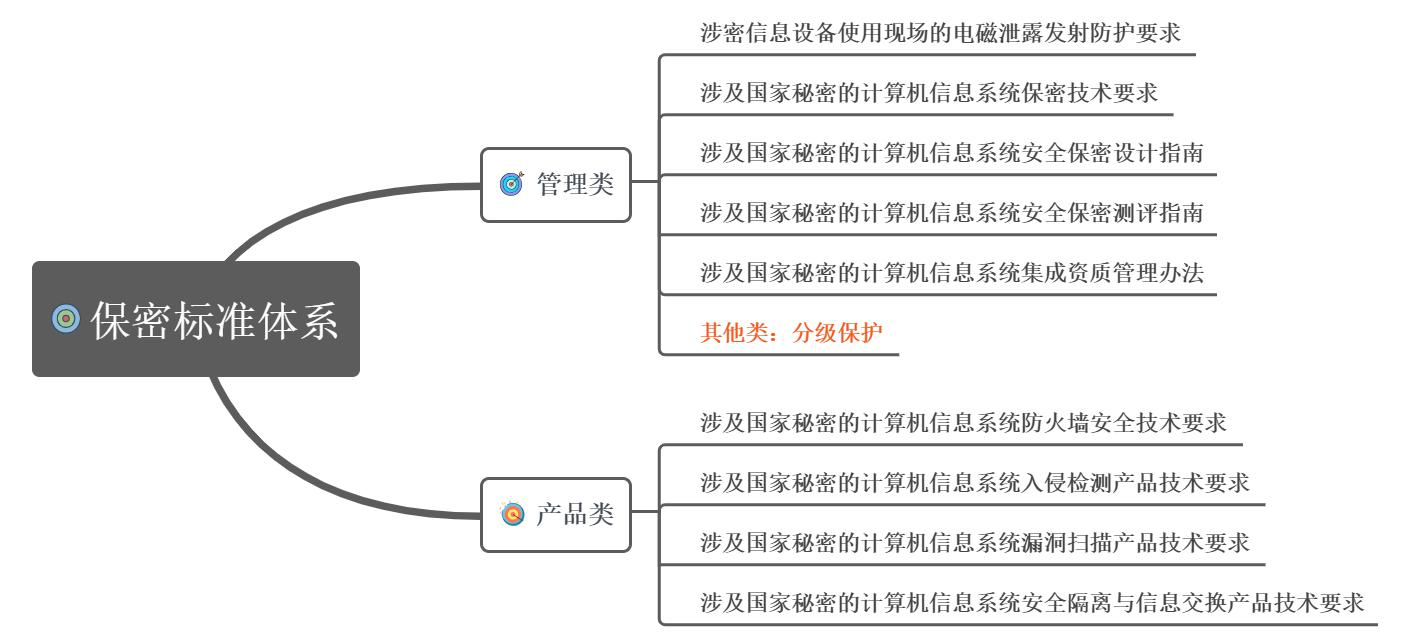 保密标准体系
管理类
涉密信息设备使用现场的电磁泄露发射防护要求
涉及国家秘密的计算机信息系统保密技术要求
涉及国家秘密的计算机信息系统安全保密设计指南
涉及国家秘密的计算机信息系统安全保密测评指南
涉及国家秘密的计算机信息系统集成资质管理办法
其他类：分级保护
产品类
涉及国家秘密的计算机信息系统防火墙安全技术要求
涉及国家秘密的计算机信息系统入侵检测产品技术要求
涉及国家秘密的计算机信息系统漏洞扫描产品技术要求
涉及国家秘密的计算机信息系统安全隔离与信息交换产品技术要求